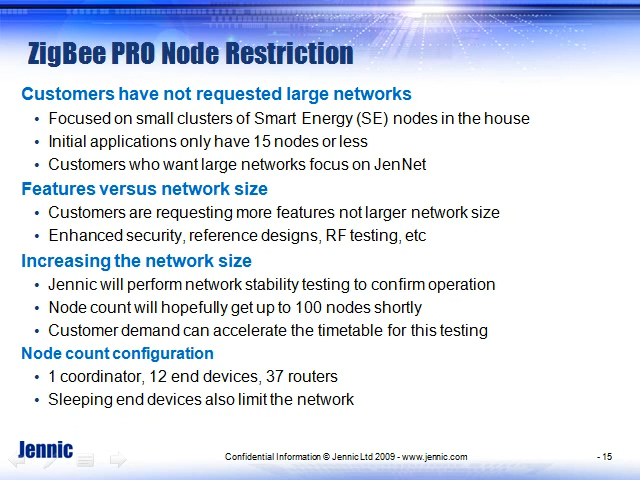 ZigBee PRO Node Restriction
Customers have not requested large networks
• Focused on small clusters of Smart Energy (SE) nodes in the house
• Initial applications only have 15 nodes or less
• Customers who want large networks focus on JenNet
Features versus network size
• Customers are requesting more features not larger network size
• Enhanced security, reference designs, RF testing, etc
Increasing the network size
• Jennic will perform network stability testing to confirm operation
• Node count will hopefully get up to 100 nodes shortly
• Customer demand can accelerate the timetable for this testing
Node count configuration
• 1 coordinator, 12 end devices, 37 routers
• Sleeping end devices also limit the network
Jennic
Confidential Information © Jennic Ltd 2009 - www.jennic.com
- 15